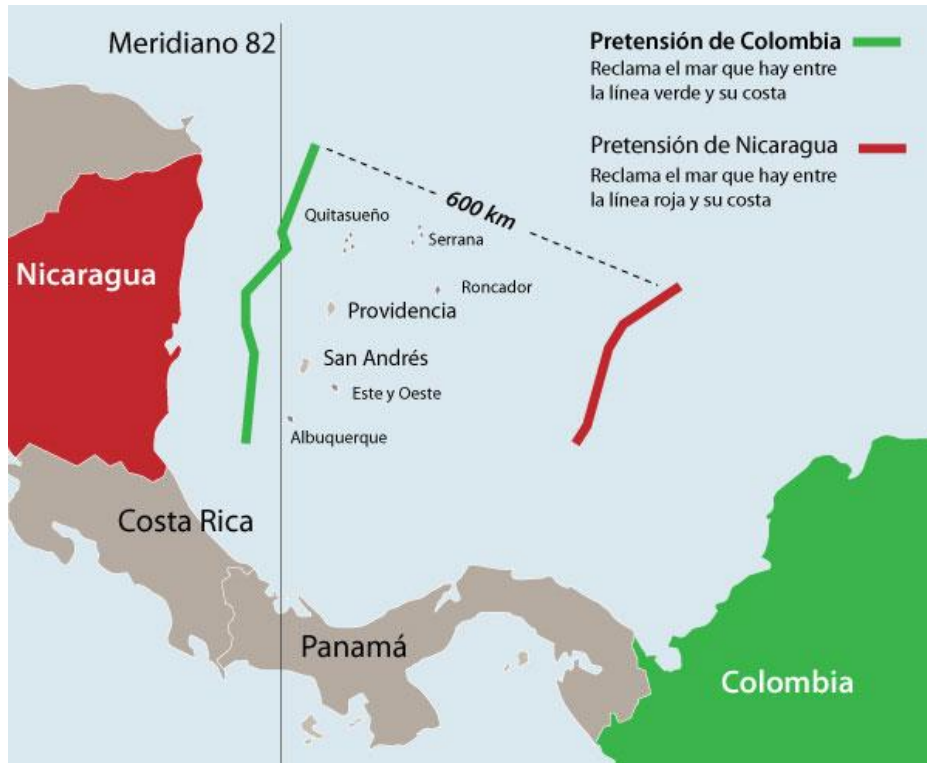 Meridiano 82
Pretensión de Colombia
Reclama el mar que hay entre
la línea verde y su costa
Pretensión de Nicaragua
Reclama el mar que hay entre
la línea roja y su costa
600 km
Quitasueño
Serrana
Nicaragua
Roncador
Providencia
San Andrés
Este y Oeste
Albuquerque
Costa Rica
Panamá
Colombia